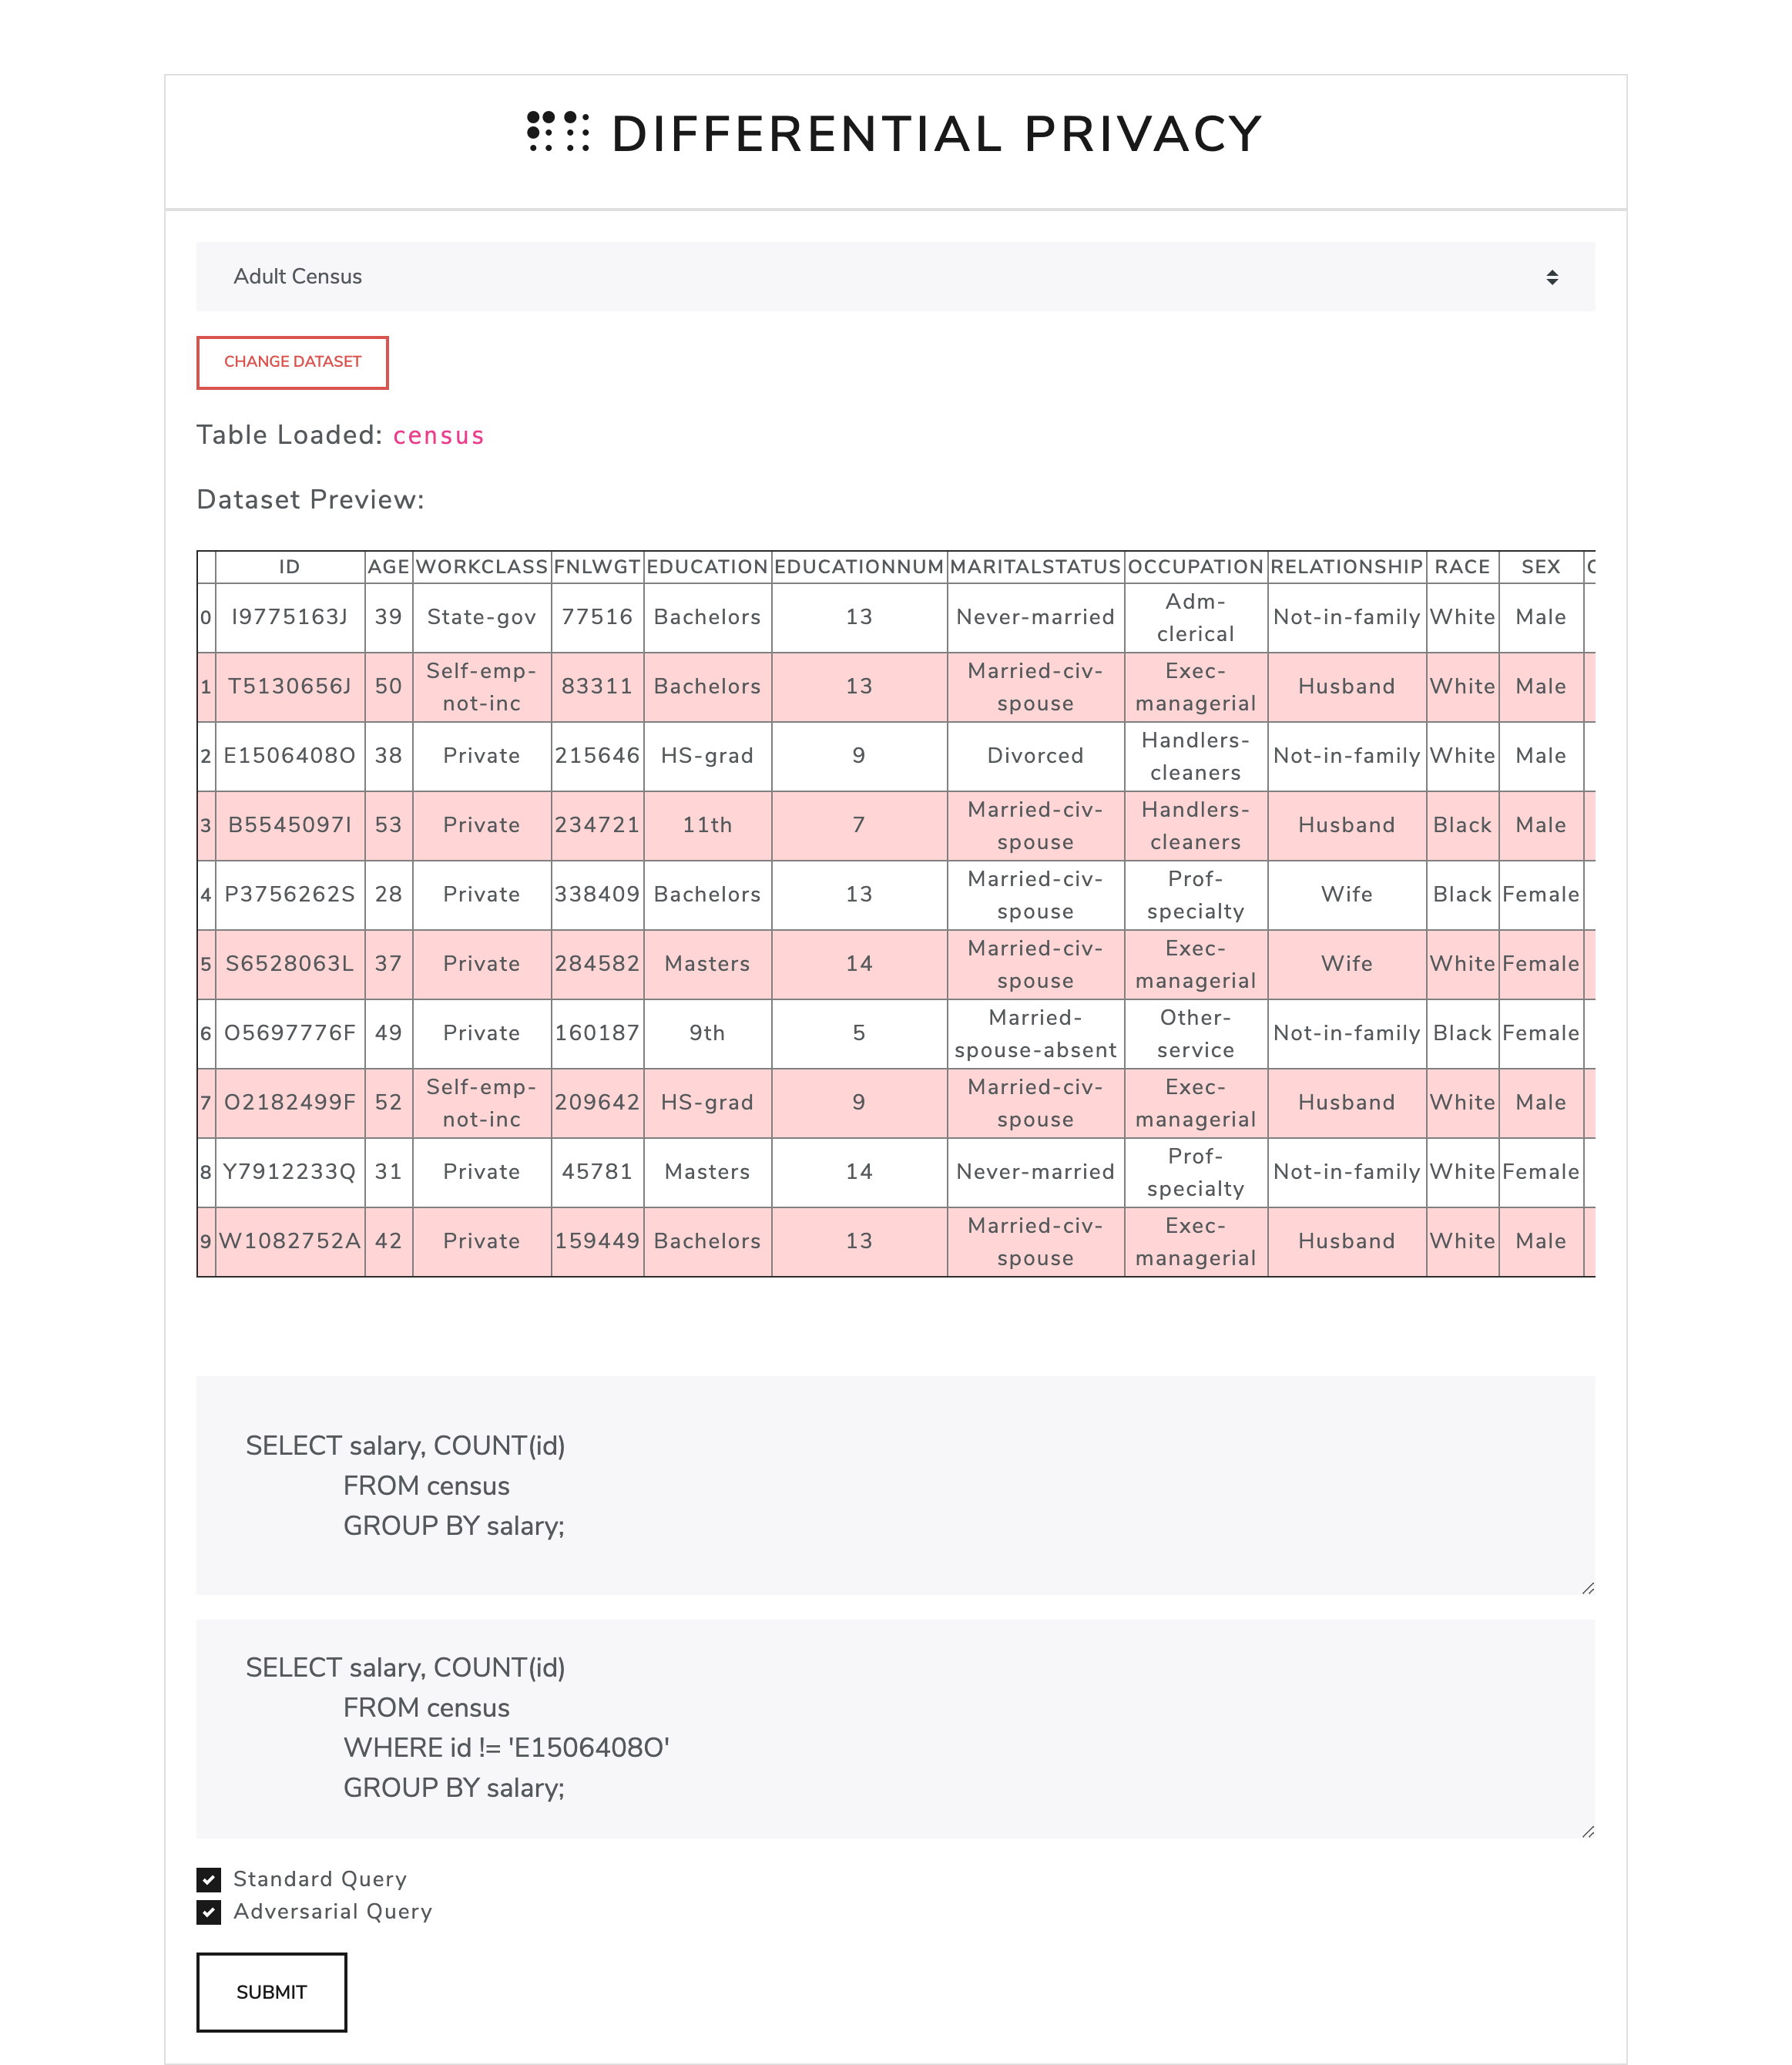 DIFFERENTIAL PRIVACY
Adult Census
CHANGE DATASET
Table Loaded: census
Dataset Preview:
ID AGE WORKCLASS FNLWGT EDUCATION EDUCATIONNUM MARITALSTATUS OCCUPATION RELATIONSHIP RACE SEX
0 I9775163J 39 State-gov 77516 Bachelors 13 Never-married Adm-clerical Not-in-family White Male
1 T5130656J 50 Self-emp-not-inc 83311 Bachelors 13 Married-civ-spouse Exec-managerial Husband White Male
2 E1506408O 38 Private 215646 HS-grad 9 Divorced Handlers-cleaners Not-in-family White Male
3 B5545097I 53 Private 234721 11th 7 Married-civ-spouse Handlers-cleaners Husband Black Male
4 P3756262S 28 Private 338409 Bachelors 13 Married-civ-spouse Prof-specialty Wife Black Female
5 S6528063L 37 Private 284582 Masters 14 Married-civ-spouse Exec-managerial Wife White Female
6 O5697776F 49 Private 160187 9th 5 Married-spouse-absent Other-service Not-in-family Black Female
7 O2182499F 52 Self-emp-not-inc 209642 HS-grad 9 Married-civ-spouse Exec-managerial Husband White Male
8 Y7912233Q 31 Private 45781 Masters 14 Never-married Prof-specialty Not-in-family White Female
9 W1082752A 42 Private 159449 Bachelors 13 Married-civ-spouse Exec-managerial Husband White Male
SELECT salary, COUNT(id)
FROM census
GROUP BY salary;
SELECT salary, COUNT(id)
FROM census
WHERE id != 'E1506408O'
GROUP BY salary;
Standard Query
Adversarial Query
SUBMIT